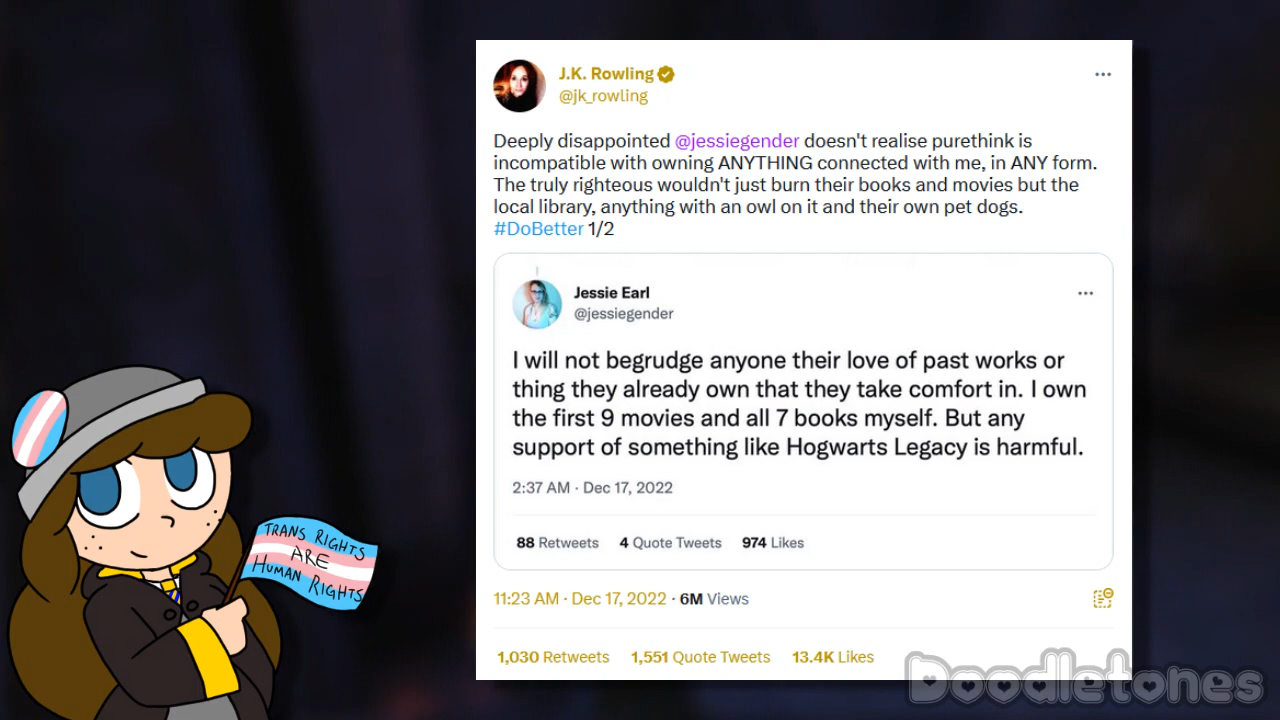 J.K. Rowling
@jk_rowling
Deeply disappointed @jessiegender doesn't realise purethink is
incompatible with owning ANYTHING connected with me, in ANY form.
The truly righteous wouldn't just burn their books and movies but the
local library, anything with an owl on it and their own pet dogs.
#DoBetter 1/2
Jessie Earl
@jessiegender
I will not begrudge anyone their love of past works or
thing they already own that they take comfort in. I own
the first 9 movies and all 7 books myself. But any
support of something like Hogwarts Legacy is harmful.
2:37 AM · Dec 17, 2022
88 Retweets 4 Quote Tweets 974 Likes
11:23 AM · Dec 17, 2022 · 6M Views
1,030 Retweets 1,551 Quote Tweets 13.4K Likes
TRANS RIGHTS
ARE
HUMAN RIGHTS
Doodletones